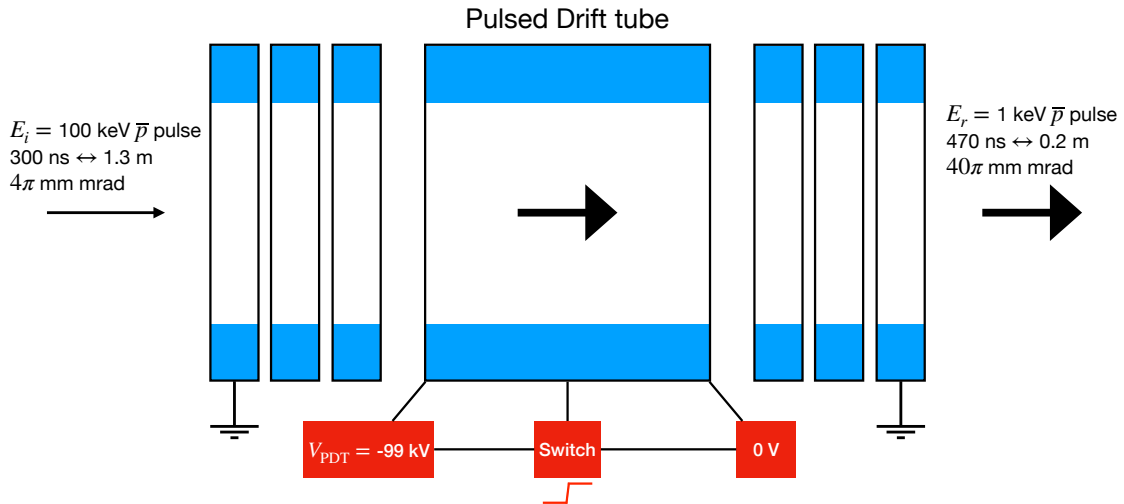 Pulsed Drift tube
E_i = 100 keV p̅ pulse
300 ns ↔ 1.3 m
4π mm mrad
E_r = 1 keV p̅ pulse
470 ns ↔ 0.2 m
40π mm mrad
V_PDT = -99 kV
Switch
0 V